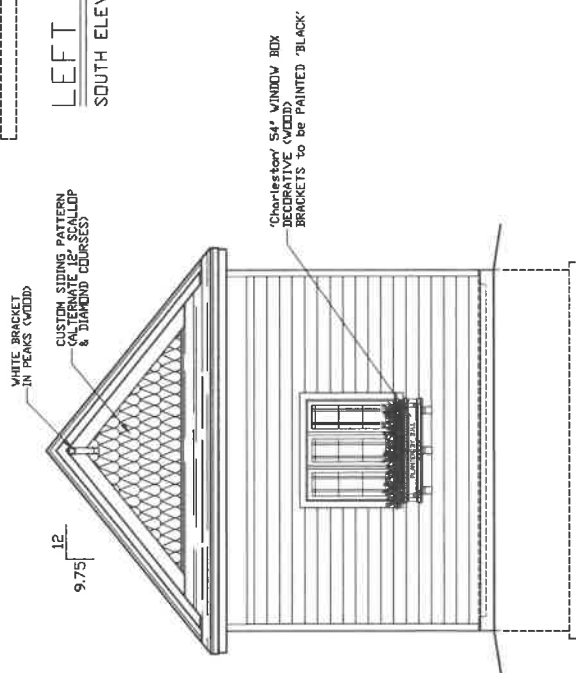 LEFT
SOUTH ELEV
WHITE BRACKET
IN PEAKS (WOOD)
CUSTOM SIDING PATTERN
(ALTERNATE 12" SCALLOP
& DIAMOND COURSES)
12
9.75
'Charleston' 54" WINDOW BOX
DECORATIVE (WOOD)
BRACKETS to be PAINTED 'BLACK'